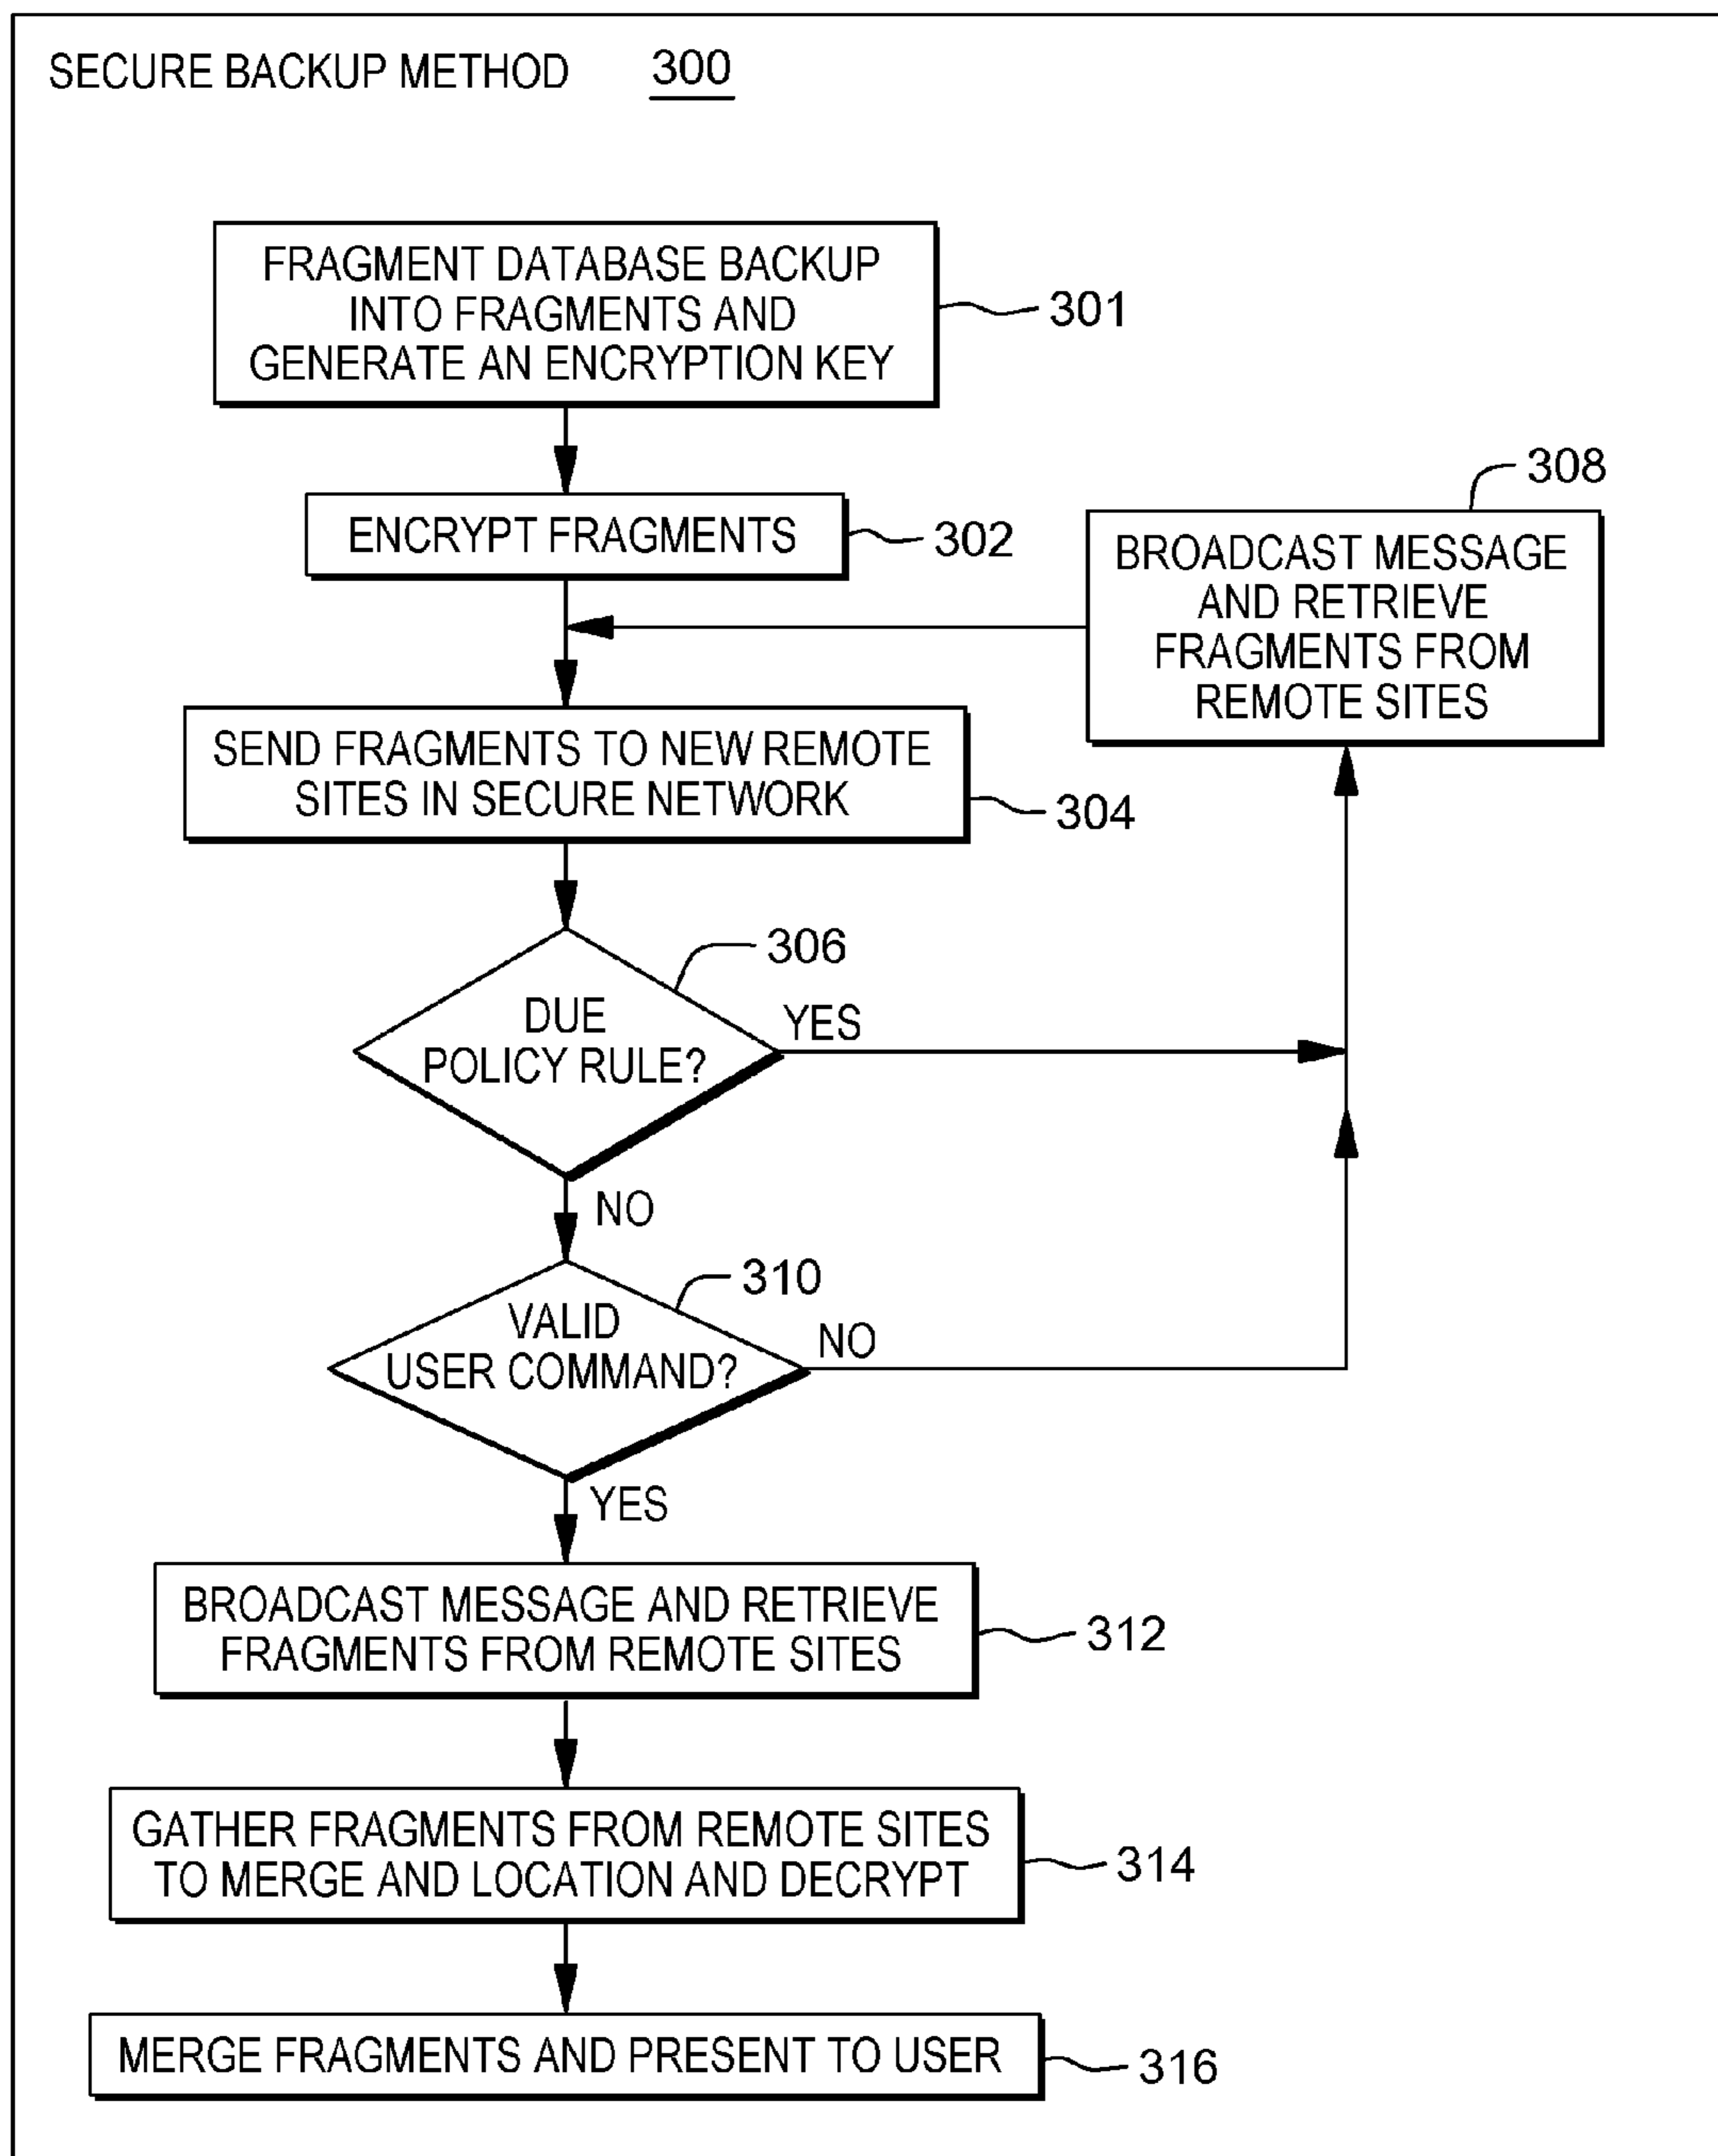 SECURE BACKUP METHOD 300
FRAGMENT DATABASE BACKUP
INTO FRAGMENTS AND
GENERATE AN ENCRYPTION KEY
301
ENCRYPT FRAGMENTS
302
308
BROADCAST MESSAGE
AND RETRIEVE
FRAGMENTS FROM
REMOTE SITES
SEND FRAGMENTS TO NEW REMOTE
SITES IN SECURE NETWORK
304
306
DUE
POLICY RULE?
YES
NO
310
VALID
USER COMMAND?
NO
YES
BROADCAST MESSAGE AND RETRIEVE
FRAGMENTS FROM REMOTE SITES
312
GATHER FRAGMENTS FROM REMOTE SITES
TO MERGE AND LOCATION AND DECRYPT
314
MERGE FRAGMENTS AND PRESENT TO USER
316